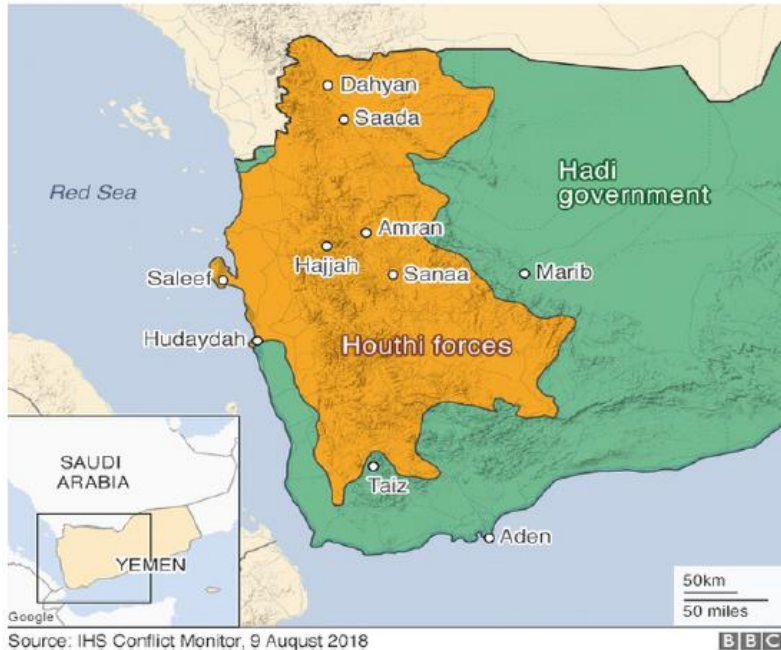 Dahyan
Saada
Red Sea
Hadi
government
Amran
Hajjah
Sanaa
Marib
Saleef
Hudaydah
Houthi forces
SAUDI
ARABIA
Taiz
Aden
YEMEN
50km
50 miles
Google
Source: IHS Conflict Monitor, 9 August 2018
BBC